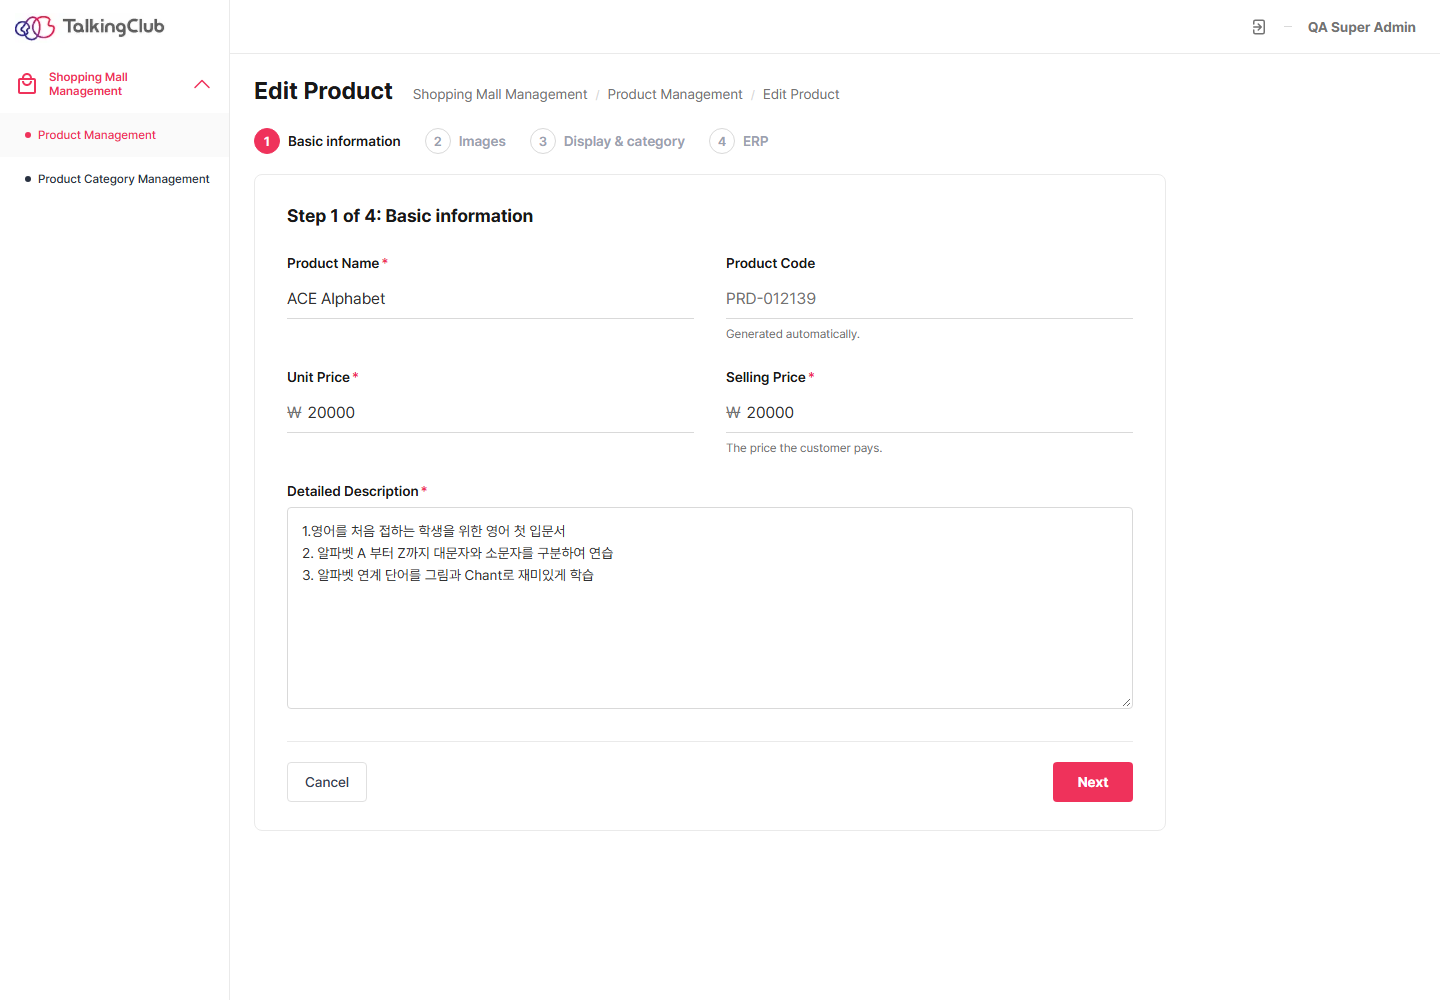 TalkingClub
QA Super Admin
Shopping Mall
Management
Product Management
Product Category Management
Edit Product
Shopping Mall Management / Product Management / Edit Product
1 Basic information
2 Images
3 Display & category
4 ERP
Step 1 of 4: Basic information
Product Name*
ACE Alphabet
Product Code
PRD-012139
Generated automatically.
Unit Price*
₩ 20000
Selling Price*
₩ 20000
The price the customer pays.
Detailed Description*
1.영어를 처음 접하는 학생을 위한 영어 첫 입문서
2. 알파벳 A 부터 Z까지 대문자와 소문자를 구분하여 연습
3. 알파벳 연계 단어를 그림과 Chant로 재미있게 학습
Cancel
Next